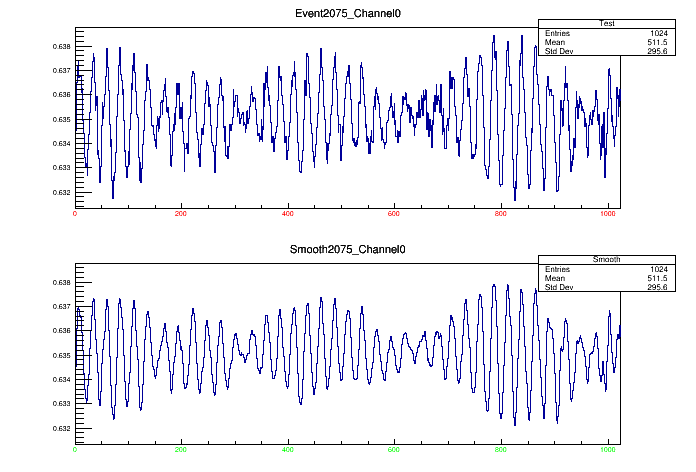 Event2075_Channel0
Test
Entries 1024
Mean 511.5
Std Dev 295.6
0.638
0.637
0.636
0.635
0.634
0.633
0.632
0 200 400 600 800 1000
Smooth2075_Channel0
Smooth
Entries 1024
Mean 511.5
Std Dev 295.6
0.638
0.637
0.636
0.635
0.634
0.633
0.632
0 200 400 600 800 1000